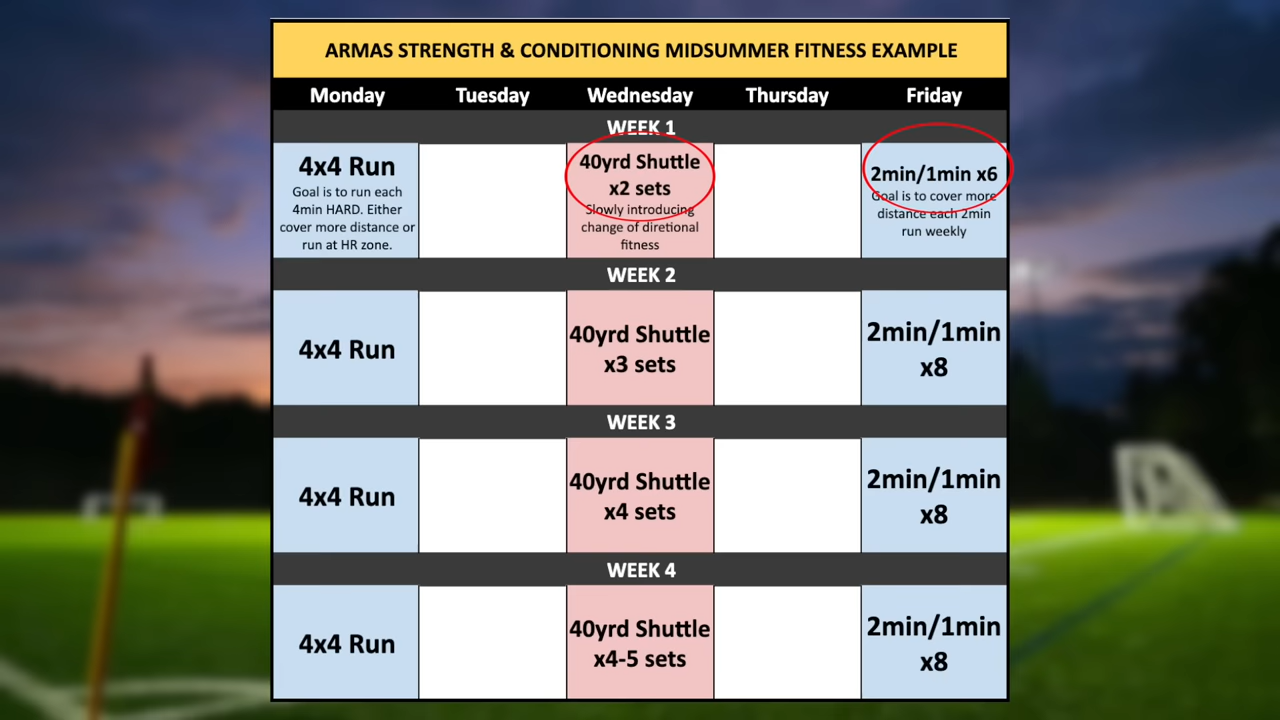 ARMAS STRENGTH & CONDITIONING MIDSUMMER FITNESS EXAMPLE
Monday Tuesday Wednesday Thursday Friday
WEEK 1
4x4 Run
Goal is to run each
4min HARD. Either
cover more distance or
run at HR zone.
40yrd Shuttle
x2 sets
Slowly introducing
change of diretional
fitness
2min/1min x6
Goal is to cover more
distance each 2min
run weekly
WEEK 2
4x4 Run
40yrd Shuttle
x3 sets
2min/1min
x8
WEEK 3
4x4 Run
40yrd Shuttle
x4 sets
2min/1min
x8
WEEK 4
4x4 Run
40yrd Shuttle
x4-5 sets
2min/1min
x8